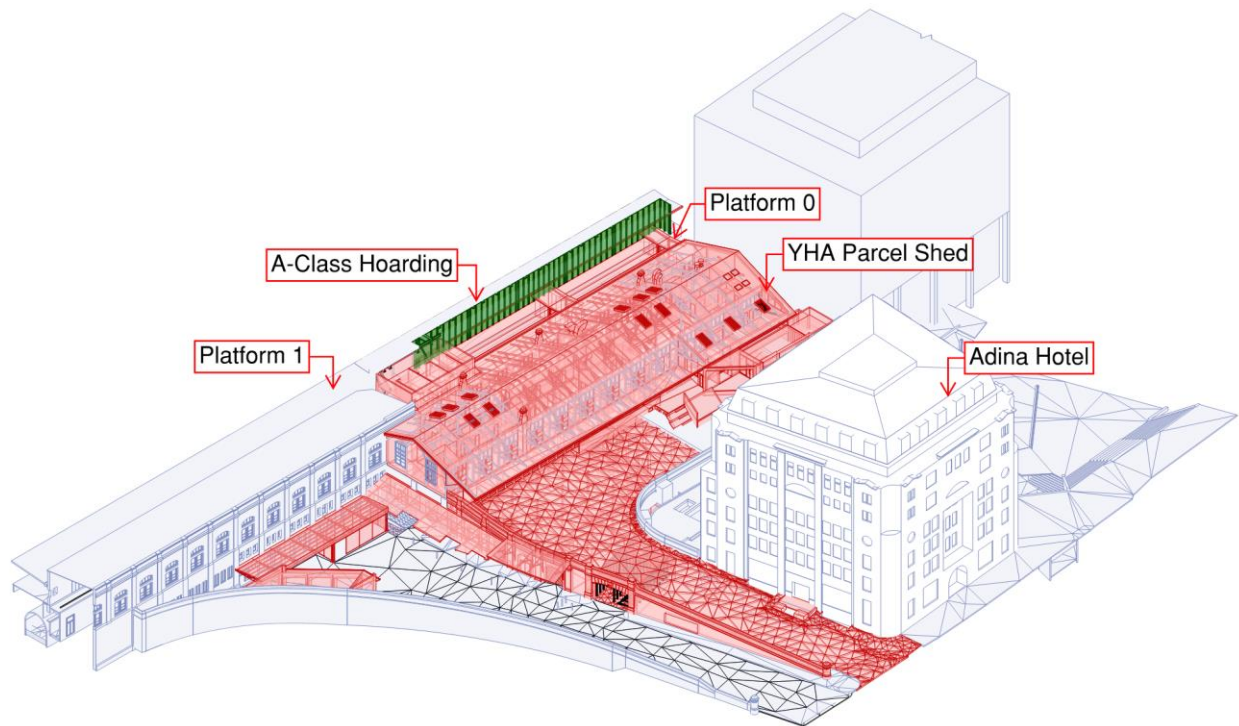 Platform 0
A-Class Hoarding
YHA Parcel Shed
Platform 1
Adina Hotel